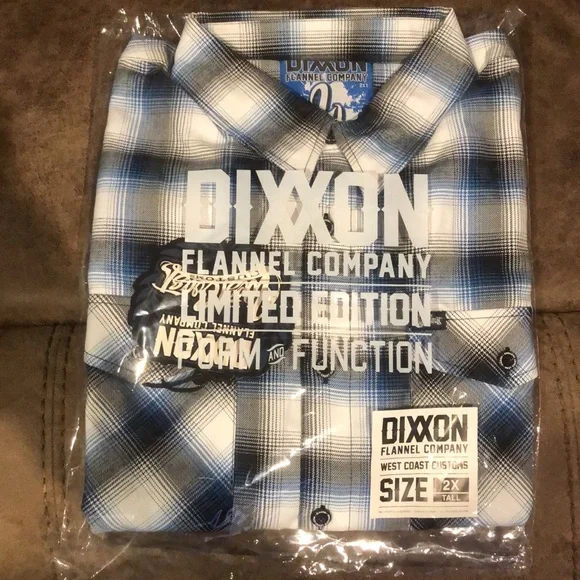 DIXXON
FLANNEL COMPANY
2XT
DIXXON
FLANNEL COMPANY
LIMITED EDITION
FORM AND FUNCTION
DIXXON
FLANNEL COMPANY
DIXXON
FLANNEL COMPANY
WEST COAST CUSTOMS
SIZE 2X
TALL